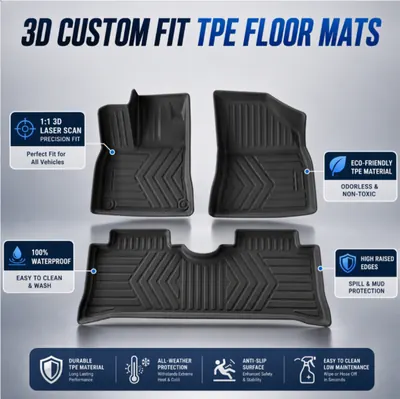 3D CUSTOM FIT TPE FLOOR MATS
1:1 3D
LASER SCAN
PRECISION FIT
Perfect Fit for
All Vehicles
ECO-FRIENDLY
TPE MATERIAL
ODORLESS &
NON-TOXIC
100%
WATERPROOF
EASY TO CLEAN
& WASH
HIGH RAISED
EDGES
SPILL & MUD
PROTECTION
DURABLE
TPE MATERIAL
Long Lasting
Performance
ALL-WEATHER
PROTECTION
Withstands Extreme
Heat & Cold
ANTI-SLIP
SURFACE
Enhanced Safety
& Stability
EASY TO CLEAN
LOW MAINTENANCE
Wipe or Hose Off
in Seconds